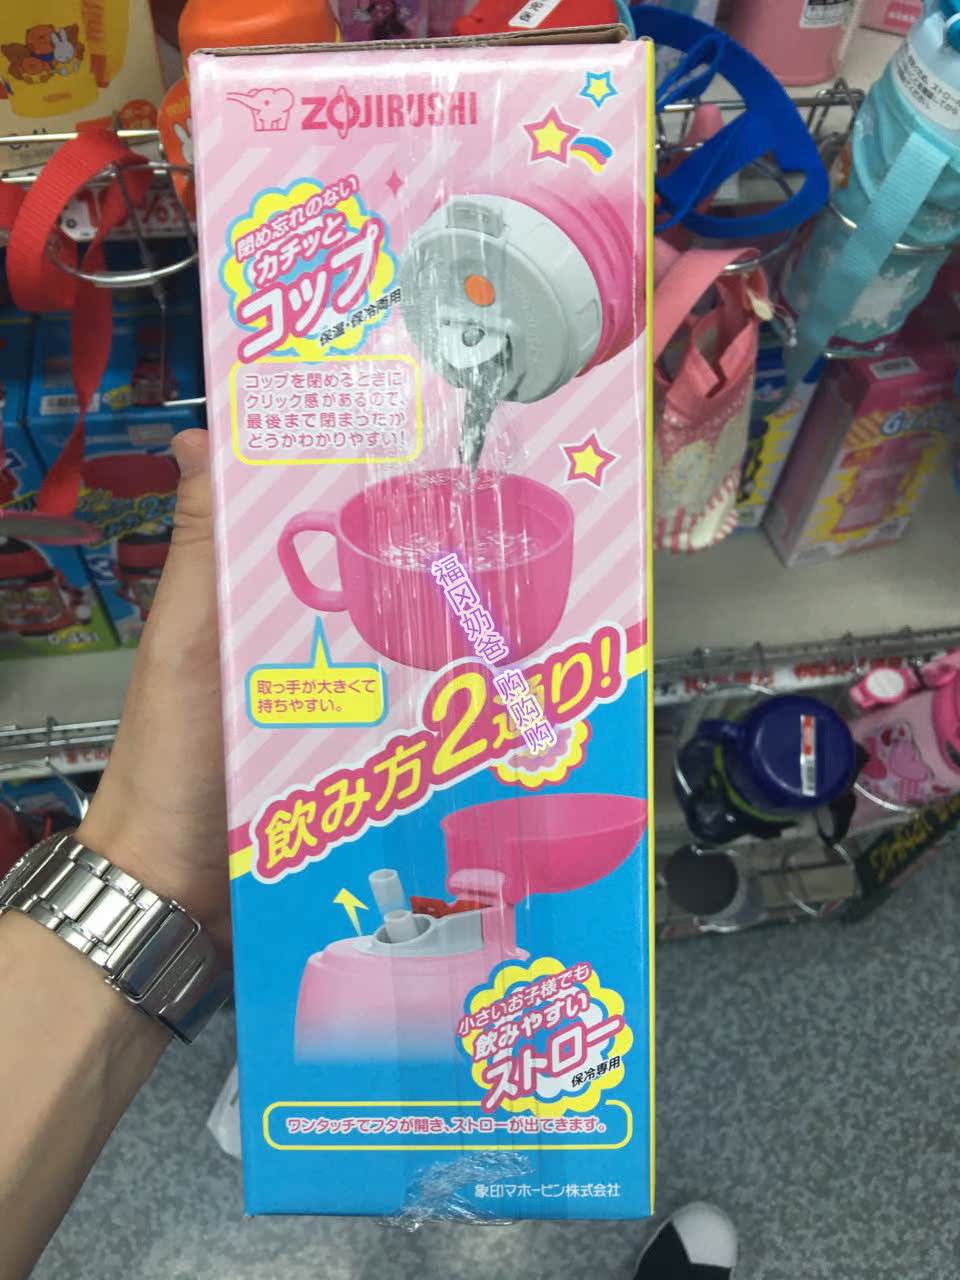 ZOJIRUSHI
閉め忘れのない
カチッと
コップ
保温・保冷両用
コップを閉めるときに
クリック感があるので、
最後まで閉まったか
どうかわかりやすい!
取っ手が大きくて
持ちやすい。
福冈奶爸 购购购
飲み方2通り!
小さいお子様でも
飲みやすい
ストロー
保冷専用
ワンタッチでフタが開き、ストローが出てきます。
象印マホービン株式会社